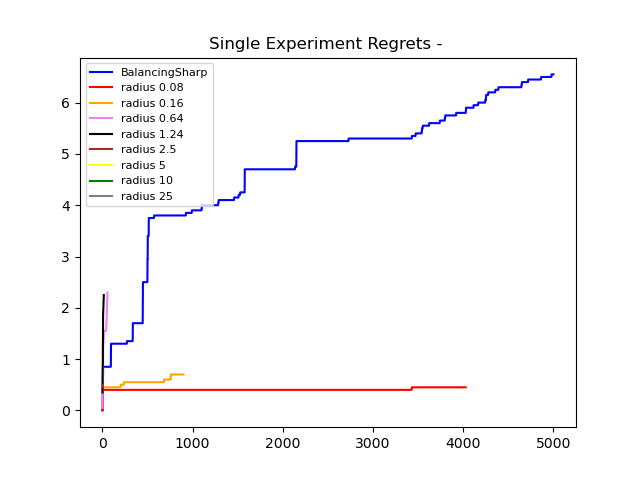 Single Experiment Regrets -
BalancingSharp
radius 0.08
radius 0.16
radius 0.64
radius 1.24
radius 2.5
radius 5
radius 10
radius 25
6
5
4
3
2
1
0
0 1000 2000 3000 4000 5000